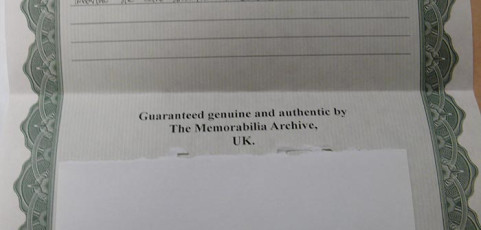 Guaranteed genuine and authentic by
The Memorabilia Archive,
UK.